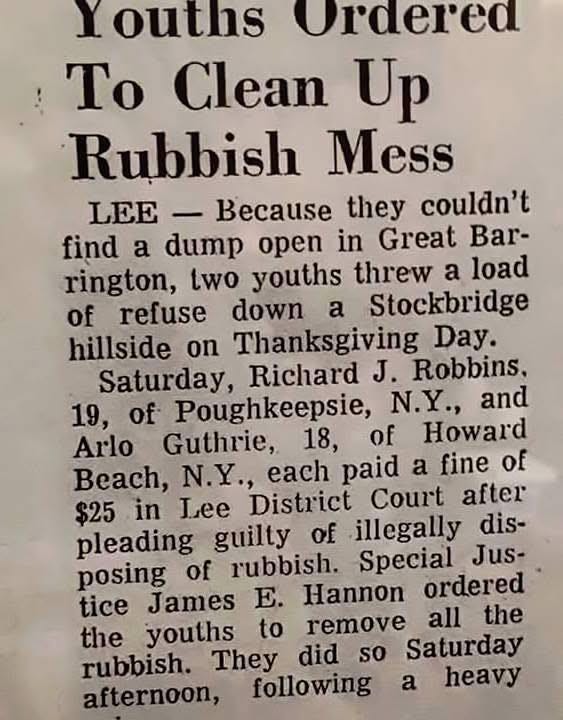 Youths Ordered
To Clean Up
Rubbish Mess
LEE — Because they couldn't
find a dump open in Great Bar-
rington, two youths threw a load
of refuse down a Stockbridge
hillside on Thanksgiving Day.
Saturday, Richard J. Robbins,
19, of Poughkeepsie, N.Y., and
Arlo Guthrie, 18, of Howard
Beach, N.Y., each paid a fine of
$25 in Lee District Court after
pleading guilty of illegally dis-
posing of rubbish. Special Jus-
tice James E. Hannon ordered
the youths to remove all the
rubbish. They did so Saturday
afternoon, following a heavy